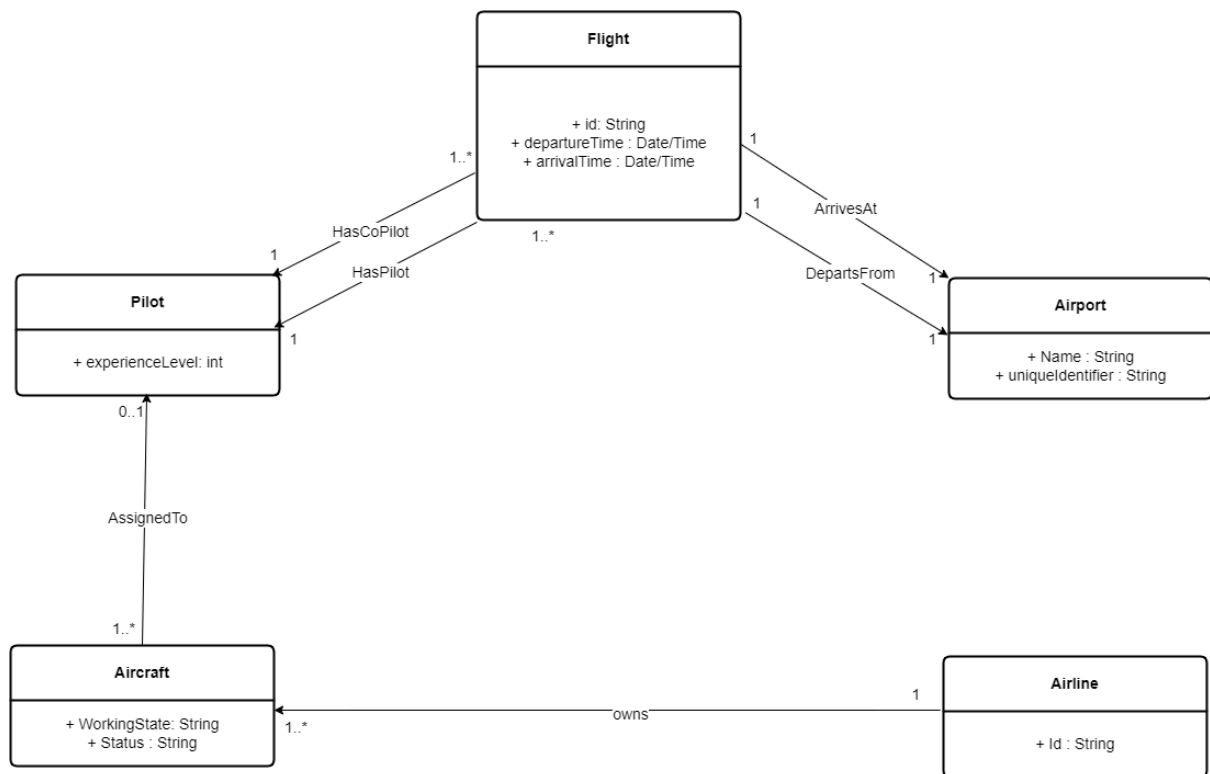 Flight
+ id: String
+ departureTime : Date/Time
+ arrivalTime : Date/Time
1..*
1
HasCoPilot
ArrivesAt
1..*
1
1
HasPilot
DepartsFrom
1
Pilot
1
+ experienceLevel: int
Airport
1
+ Name : String
+ uniqueIdentifier : String
0..1
AssignedTo
1..*
Aircraft
+ WorkingState: String
+ Status : String
1..*
owns
1
Airline
+ Id : String